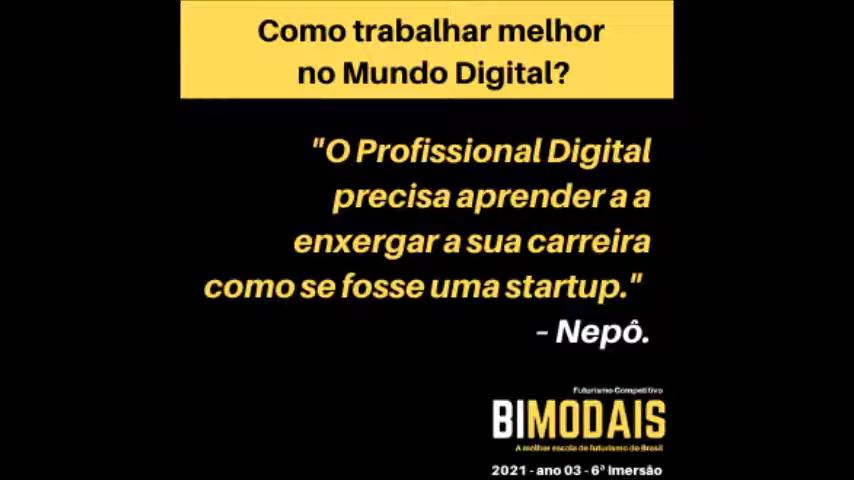 Como trabalhar melhor
no Mundo Digital?
"O Profissional Digital
precisa aprender a a
enxergar a sua carreira
como se fosse uma startup."
- Nepô.
Futurismo Competitivo
BIMODAIS
A melhor escola de futurismo do Brasil
2021 - ano 03 - 6ª Imersão